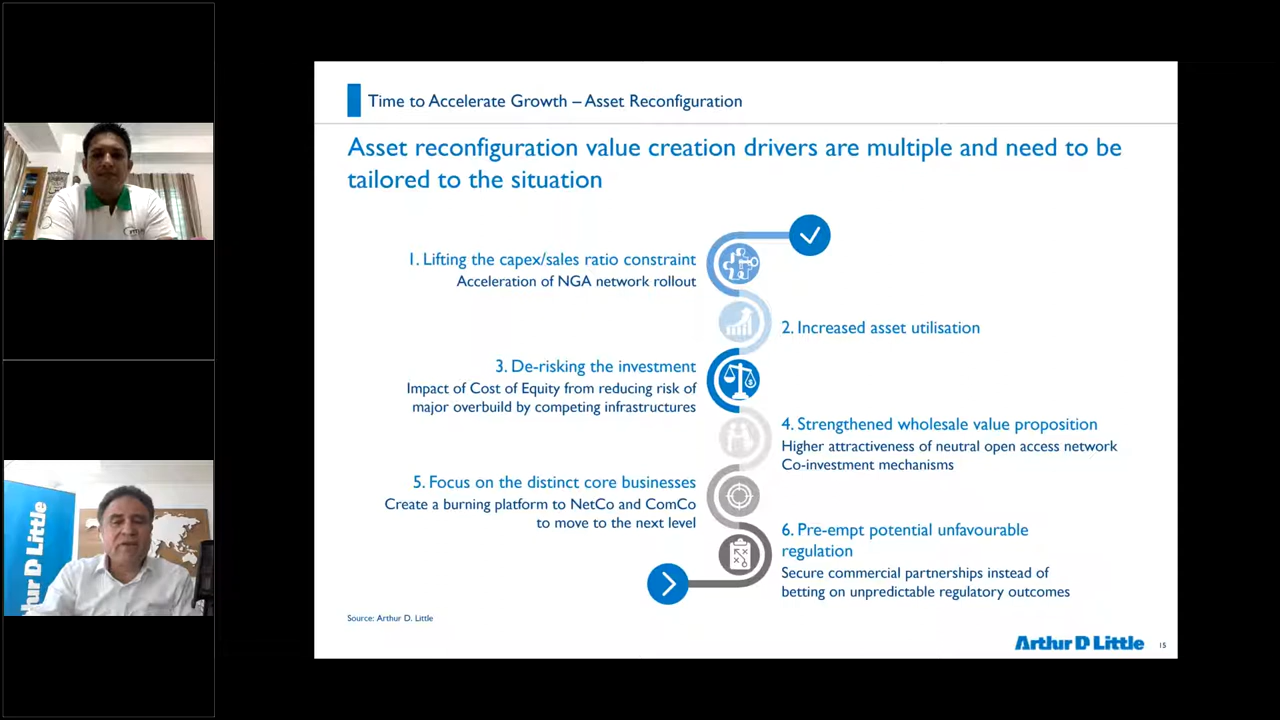 Time to Accelerate Growth – Asset Reconfiguration
Asset reconfiguration value creation drivers are multiple and need to be
tailored to the situation
1. Lifting the capex/sales ratio constraint
Acceleration of NGA network rollout
2. Increased asset utilisation
3. De-risking the investment
Impact of Cost of Equity from reducing risk of
major overbuild by competing infrastructures
4. Strengthened wholesale value proposition
Higher attractiveness of neutral open access network
Co-investment mechanisms
5. Focus on the distinct core businesses
Create a burning platform to NetCo and ComCo
to move to the next level
6. Pre-empt potential unfavourable
regulation
Secure commercial partnerships instead of
betting on unpredictable regulatory outcomes
Source: Arthur D. Little
Arthur D Little
15
ur D Little